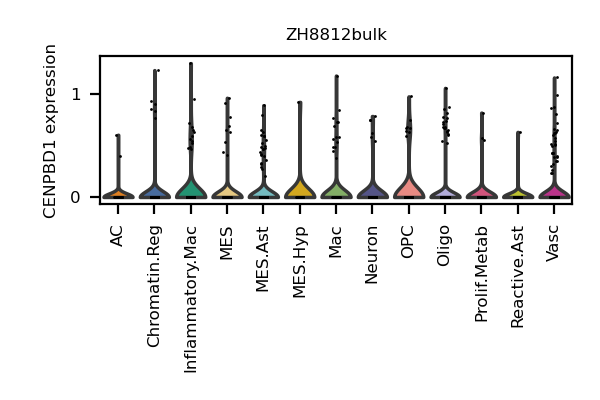 ZH8812bulk
CENPBD1 expression
1
0
AC
Chromatin.Reg
Inflammatory.Mac
MES
MES.Ast
MES.Hyp
Mac
Neuron
OPC
Oligo
Prolif.Metab
Reactive.Ast
Vasc